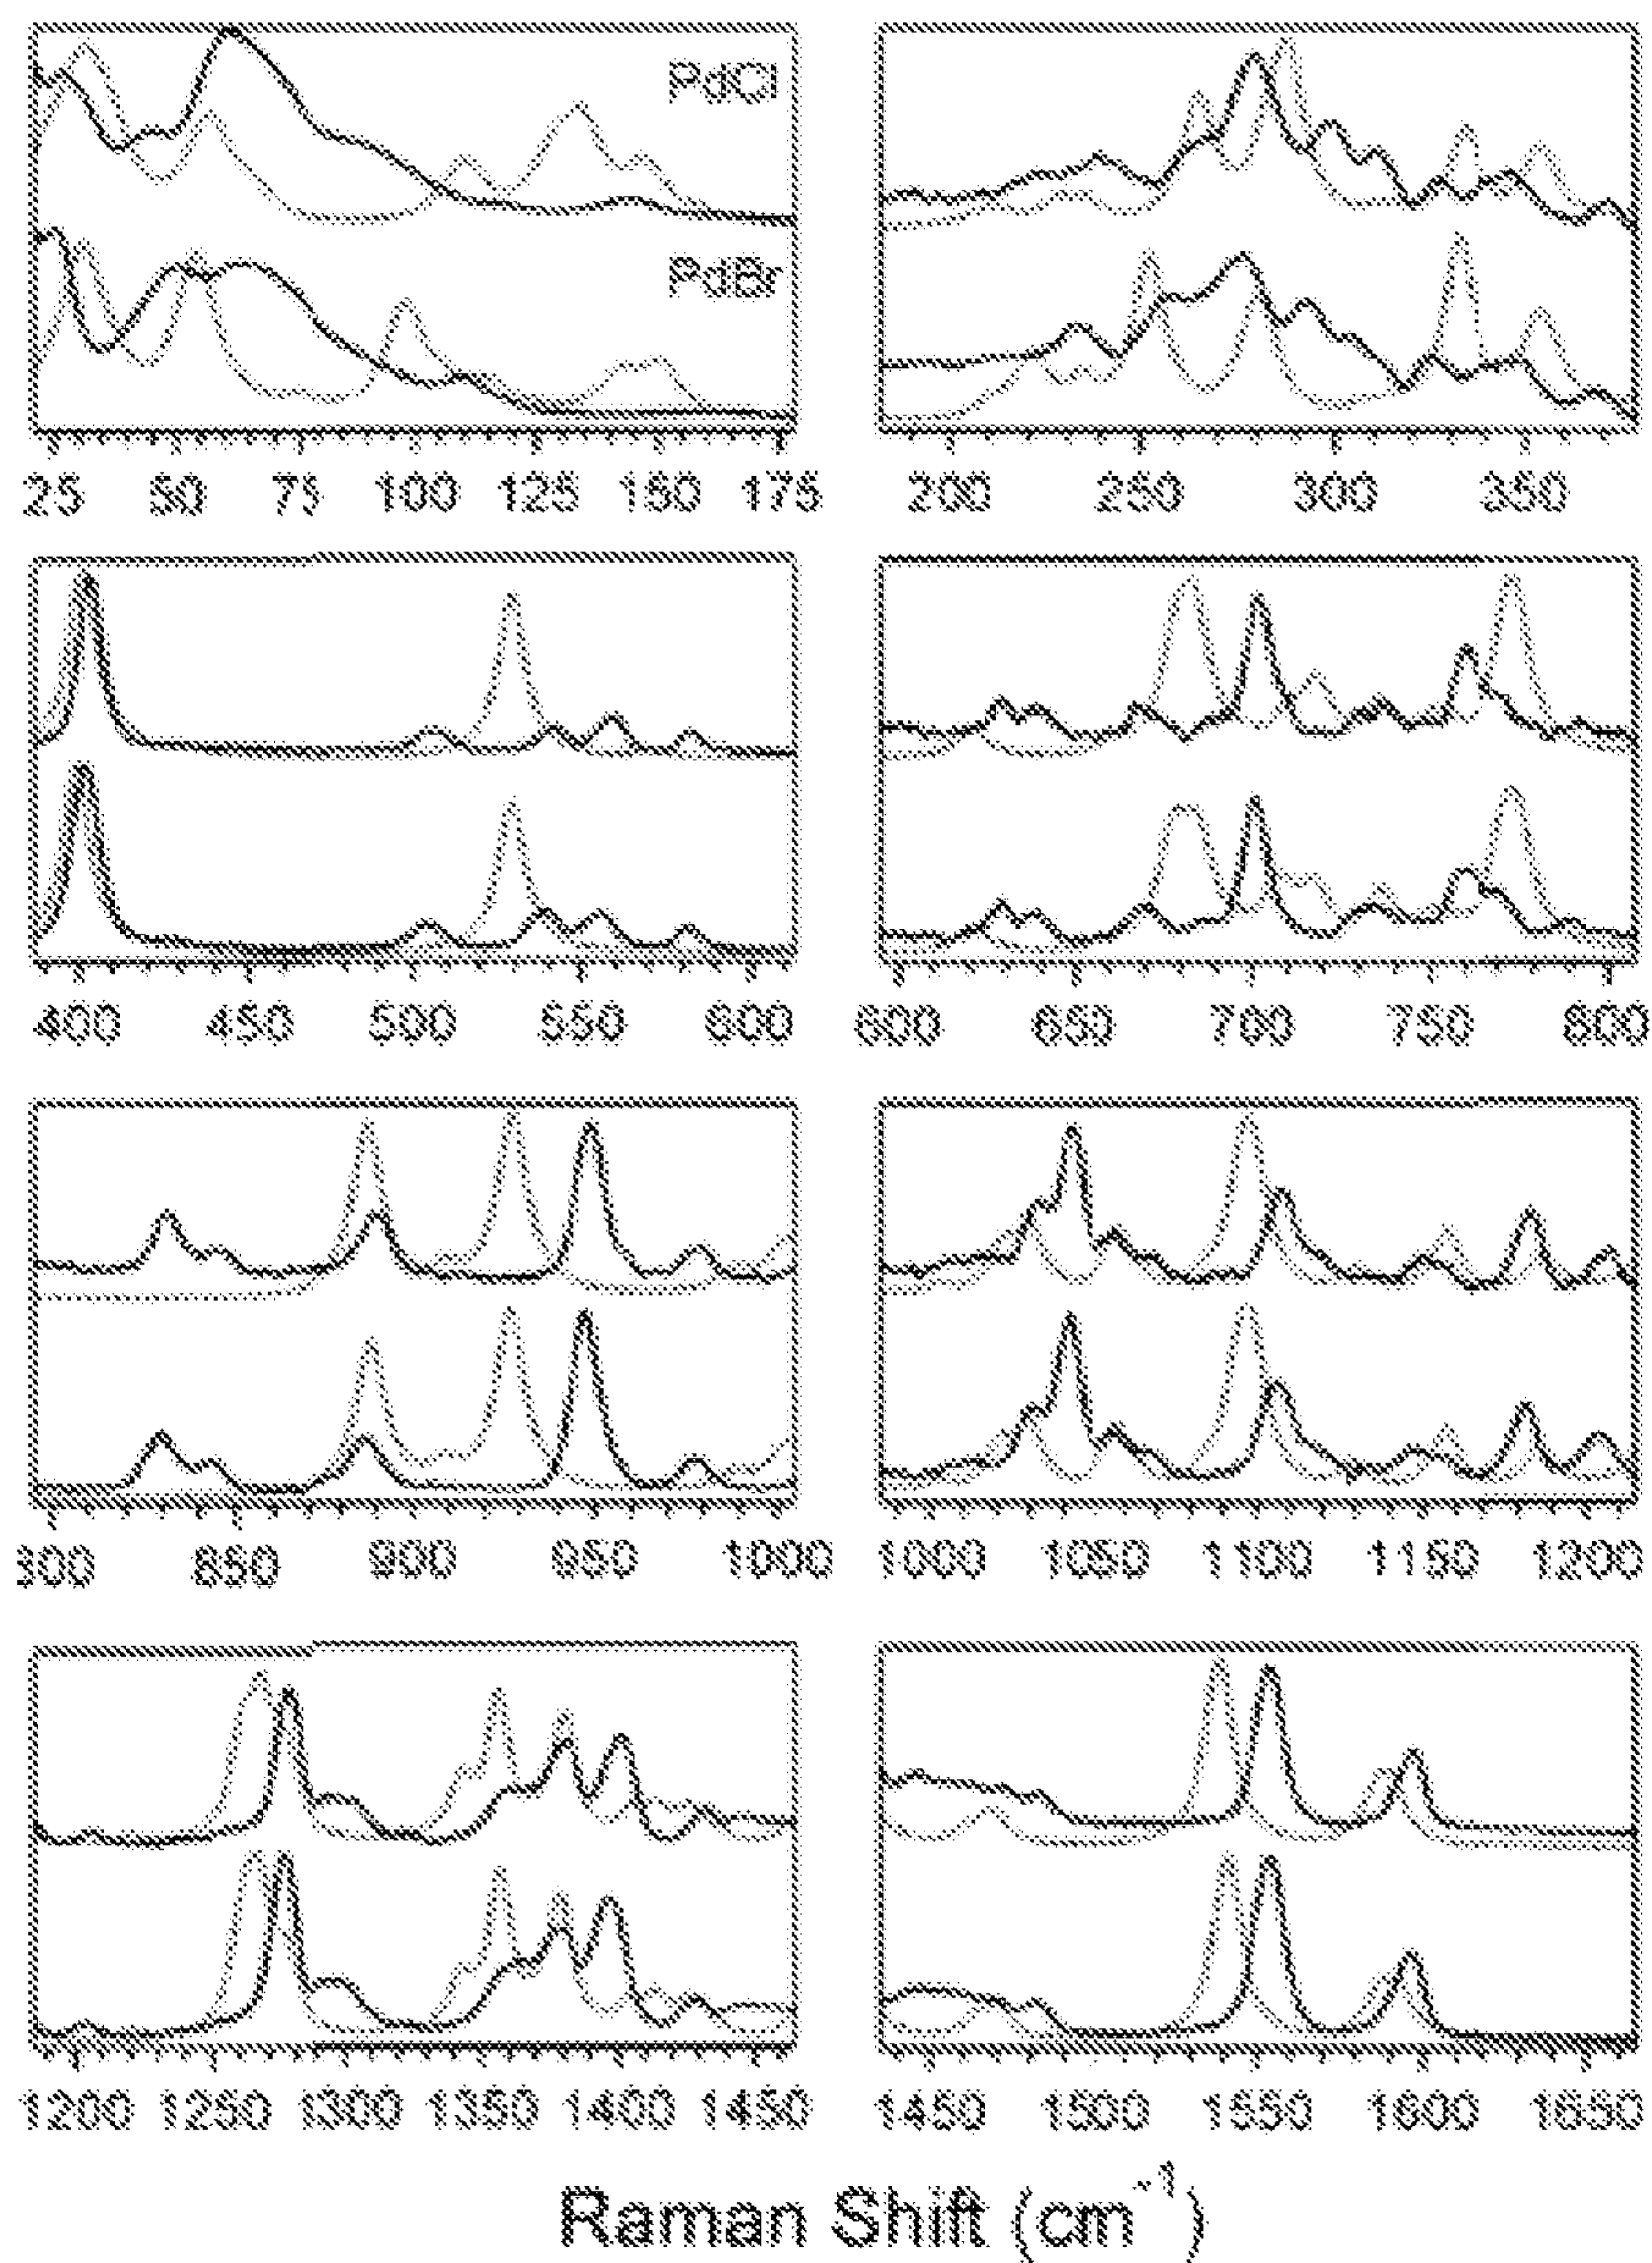 PdCl
PdBr
25 50 75 100 125 150 175
200 250 300 350
400 450 500 550 600
600 650 700 750 800
800 850 900 950 1000
1000 1050 1100 1150 1200
1200 1250 1300 1350 1400 1450
1450 1500 1550 1600 1650
Raman Shift (cm⁻¹)